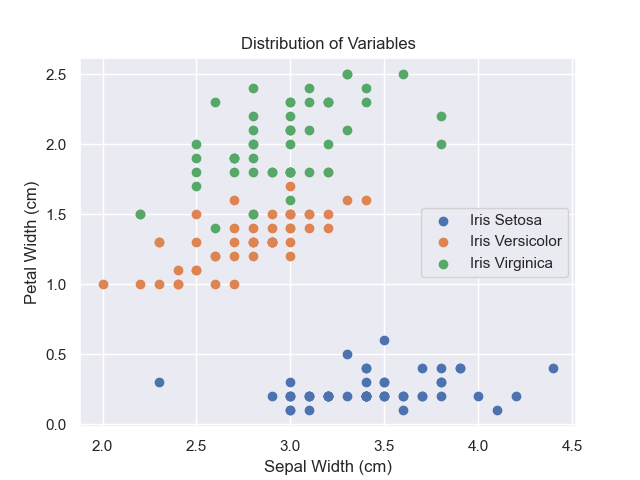 Distribution of Variables
2.5
2.0
1.5
1.0
0.5
0.0
Petal Width (cm)
Iris Setosa
Iris Versicolor
Iris Virginica
2.0 2.5 3.0 3.5 4.0 4.5
Sepal Width (cm)